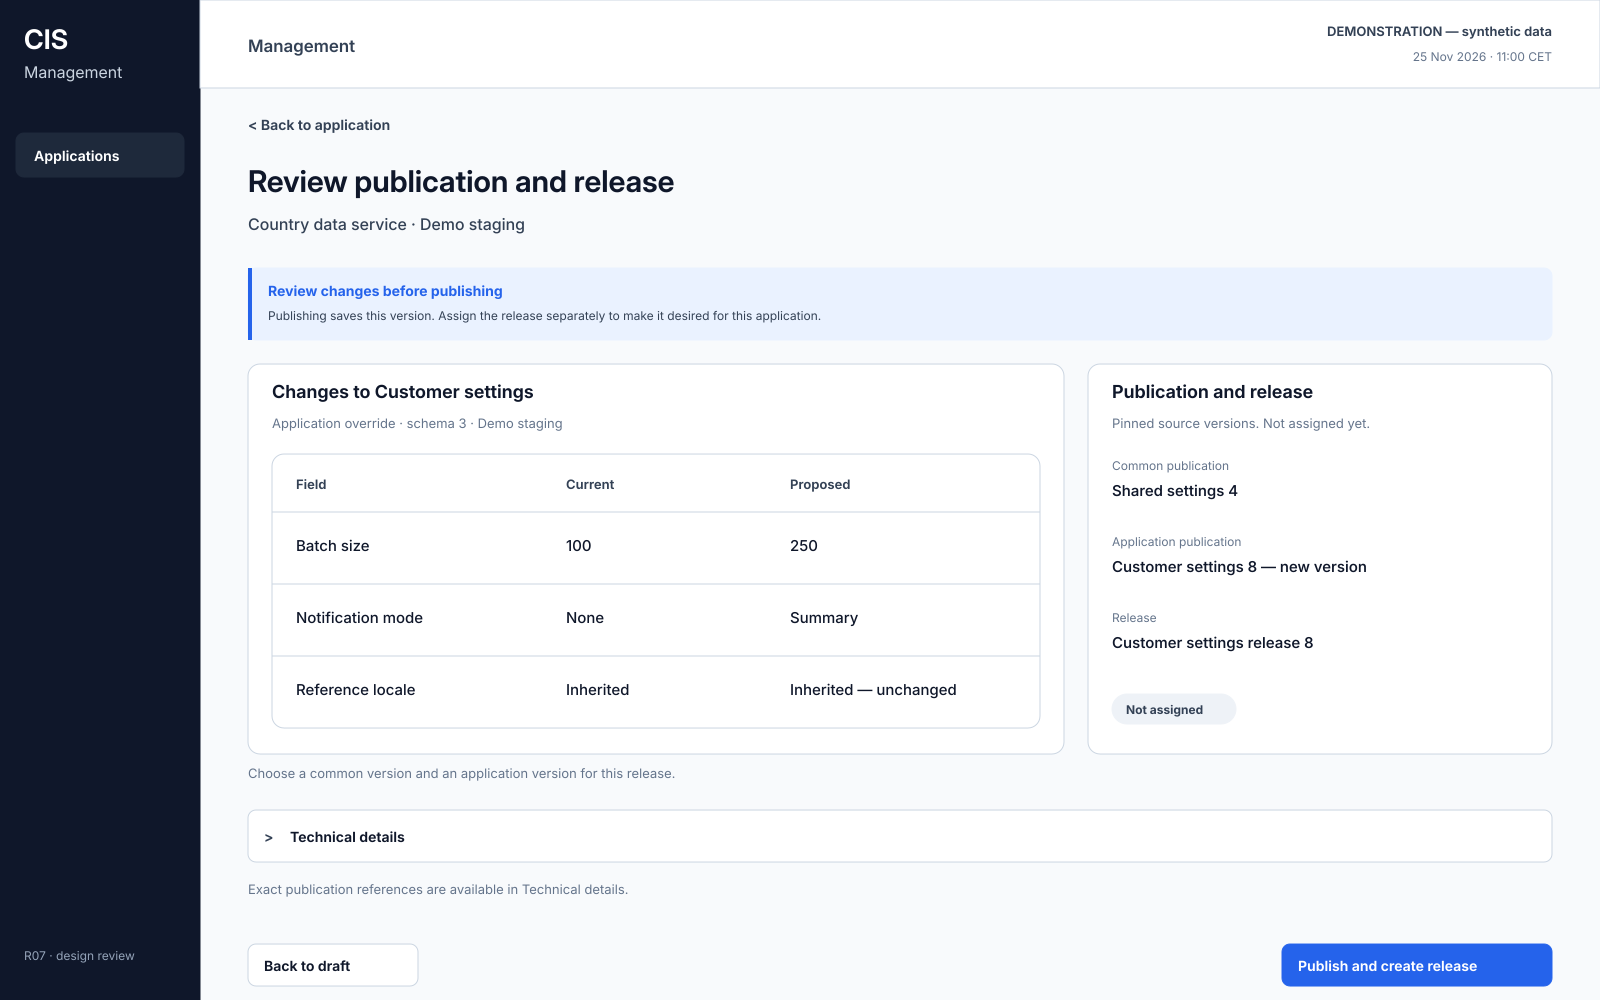 CIS
Management
Applications
R07 · design review
Management
DEMONSTRATION — synthetic data
25 Nov 2026 · 11:00 CET
< Back to application
Review publication and release
Country data service · Demo staging
Review changes before publishing
Publishing saves this version. Assign the release separately to make it desired for this application.
Changes to Customer settings
Application override · schema 3 · Demo staging
Field Current Proposed
Batch size 100 250
Notification mode None Summary
Reference locale Inherited Inherited — unchanged
Publication and release
Pinned source versions. Not assigned yet.
Common publication
Shared settings 4
Application publication
Customer settings 8 — new version
Release
Customer settings release 8
Not assigned
Choose a common version and an application version for this release.
> Technical details
Exact publication references are available in Technical details.
Back to draft
Publish and create release